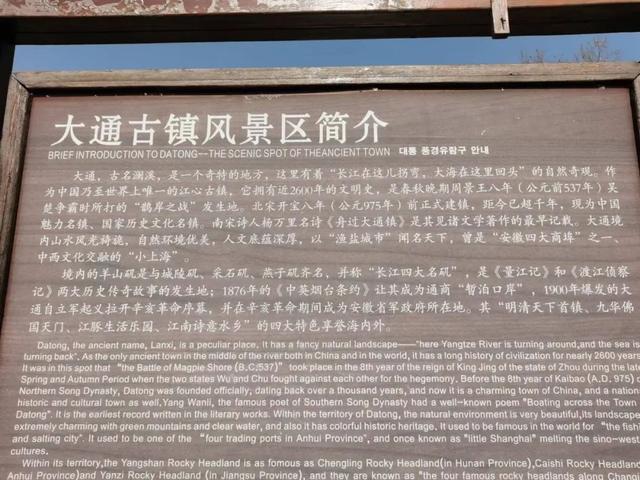 大通古镇风景区简介
BRIEF INTRODUCTION TO DATONG---THE SCENIC SPOT OF THEANCIENT TOWN 대통 풍경유람구 안내
大通，古名澜溪，是一个奇特的地方，这里有着“长江在这儿拐弯，大海在这里回头”的自然奇观。作
为中国乃至世界上唯一的江心古镇，它拥有近2600年的文明史，是春秋晚期周景王八年（公元前537年）吴
楚争霸时所打的“鹊岸之战”发生地。北宋开宝八年（公元975年）前正式建镇，距今已超千年，现为中国
魅力名镇、国家历史文化名镇。南宋诗人杨万里名诗《舟过大通镇》是其见诸文学著作的最早记载。大通境
内山水风光旖旎，自然环境优美，人文底蕴深厚，以“渔盐城市”闻名天下，曾是“安徽四大商埠”之一、
中西文化交融的“小上海”。
境内的羊山矶是与城陵矶、采石矶、燕子矶齐名，并称“长江四大名矶”，是《量江记》和《渡江侦察
记》两大历史传奇故事的发生地；1876年的《中英烟台条约》让其成为通商“暂泊口岸”，1900年爆发的大
通自立军起义拉开辛亥革命序幕，并在辛亥革命期间成为安徽省军政府所在地。其“明清天下首镇、九华佛
国天门、江豚生活乐园、江南诗意水乡”的四大特色享誉海内外。
Datong, the ancient name, Lanxi, is a peculiar place. It has a fancy natural landscape——"here Yangtze River is turning around,and the sea is
turning back". As the only ancient town in the middle of the river both in China and in the world, it has a long history of civilization for nearly 2600 years.
It was in this spot that "the Battle of Magpie Shore (B.C:537)" took place in the 8th year of the reign of King Jing of the state of Zhou during the late
Spring and Autumn Period when the two states Wu and Chu fought against each other for the hegemony. Before the 8th year of Kaibao (A.D. 975)
Northern Song Dynasty, Datong was founded officially; dating back over a thousand years, and now it is a charming town of China, and a nation
historic and cultural town as well,Yang Wanli, the famous poet of Southern Song Dynasty had a well-known poem "Boating across the Town
Datong". It is the earliest record written in the literary works. Within the territory of Datong, the natural environment is very beautiful,its landscape
extremely charming with green mountains and clear water, and also it has colorful historic heritage. It used to be famous in the world for "the fishi
and salting city". It used to be one of the "four trading ports in Anhui Province", and once known as "little Shanghai" melting the sino-west
cultures.
Within its territory,the Yangshan Rocky Headland is as fomous as Chengling Rocky Headland(in Hunan Province),Caishi Rocky Headland
Anhui Province)and Yanzi Rocky Headland (in Jiangsu Province), and they are known as "the four famous rocky headlands along Changji